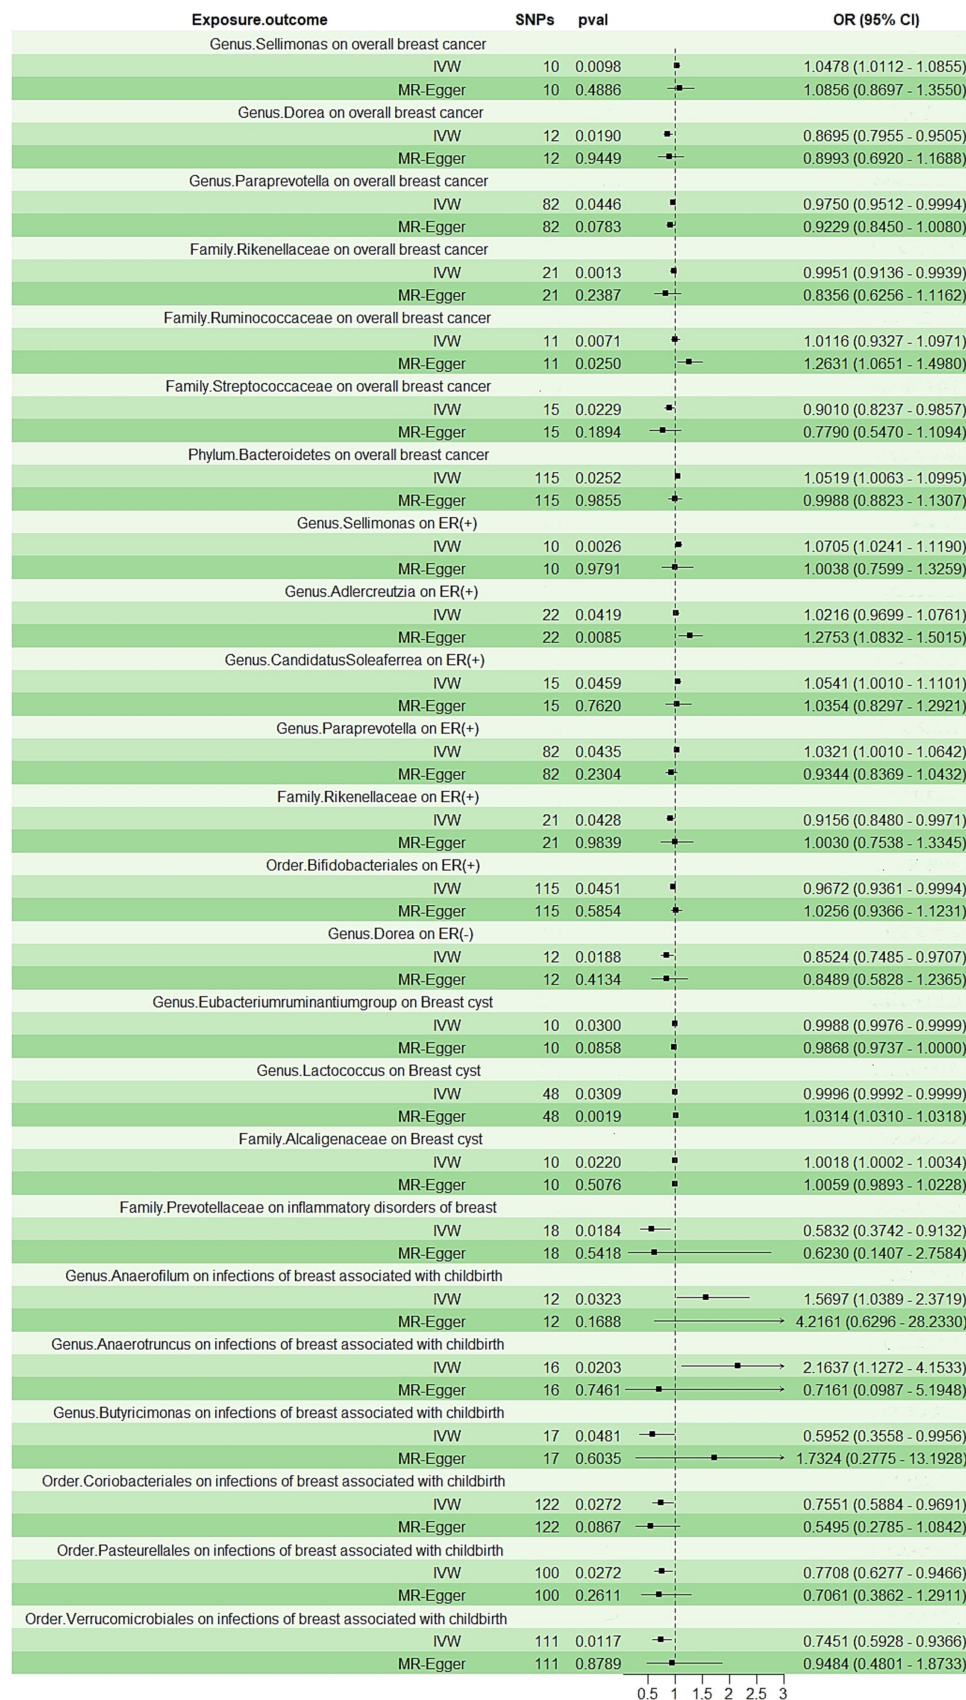 Exposure.outcome SNPs pval OR (95% CI)
Genus.Sellimonas on overall breast cancer
IVW 10 0.0098 1.0478 (1.0112 - 1.0855)
MR-Egger 10 0.4886 1.0856 (0.8697 - 1.3550)
Genus.Dorea on overall breast cancer
IVW 12 0.0190 0.8695 (0.7955 - 0.9505)
MR-Egger 12 0.9449 0.8993 (0.6920 - 1.1688)
Genus.Paraprevotella on overall breast cancer
IVW 82 0.0446 0.9750 (0.9512 - 0.9994)
MR-Egger 82 0.0783 0.9229 (0.8450 - 1.0080)
Family.Rikenellaceae on overall breast cancer
IVW 21 0.0013 0.9951 (0.9136 - 0.9939)
MR-Egger 21 0.2387 0.8356 (0.6256 - 1.1162)
Family.Ruminococcaceae on overall breast cancer
IVW 11 0.0071 1.0116 (0.9327 - 1.0971)
MR-Egger 11 0.0250 1.2631 (1.0651 - 1.4980)
Family.Streptococcaceae on overall breast cancer
IVW 15 0.0229 0.9010 (0.8237 - 0.9857)
MR-Egger 15 0.1894 0.7790 (0.5470 - 1.1094)
Phylum.Bacteroidetes on overall breast cancer
IVW 115 0.0252 1.0519 (1.0063 - 1.0995)
MR-Egger 115 0.9855 0.9988 (0.8823 - 1.1307)
Genus.Sellimonas on ER(+)
IVW 10 0.0026 1.0705 (1.0241 - 1.1190)
MR-Egger 10 0.9791 1.0038 (0.7599 - 1.3259)
Genus.Adlercreutzia on ER(+)
IVW 22 0.0419 1.0216 (0.9699 - 1.0761)
MR-Egger 22 0.0085 1.2753 (1.0832 - 1.5015)
Genus.CandidatusSoleaferrea on ER(+)
IVW 15 0.0459 1.0541 (1.0010 - 1.1101)
MR-Egger 15 0.7620 1.0354 (0.8297 - 1.2921)
Genus.Paraprevotella on ER(+)
IVW 82 0.0435 1.0321 (1.0010 - 1.0642)
MR-Egger 82 0.2304 0.9344 (0.8369 - 1.0432)
Family.Rikenellaceae on ER(+)
IVW 21 0.0428 0.9156 (0.8480 - 0.9971)
MR-Egger 21 0.9839 1.0030 (0.7538 - 1.3345)
Order.Bifidobacteriales on ER(+)
IVW 115 0.0451 0.9672 (0.9361 - 0.9994)
MR-Egger 115 0.5854 1.0256 (0.9366 - 1.1231)
Genus.Dorea on ER(-)
IVW 12 0.0188 0.8524 (0.7485 - 0.9707)
MR-Egger 12 0.4134 0.8489 (0.5828 - 1.2365)
Genus.Eubacteriumruminantiumgroup on Breast cyst
IVW 10 0.0300 0.9988 (0.9976 - 0.9999)
MR-Egger 10 0.0858 0.9868 (0.9737 - 1.0000)
Genus.Lactococcus on Breast cyst
IVW 48 0.0309 0.9996 (0.9992 - 0.9999)
MR-Egger 48 0.0019 1.0314 (1.0310 - 1.0318)
Family.Alcaligenaceae on Breast cyst
IVW 10 0.0220 1.0018 (1.0002 - 1.0034)
MR-Egger 10 0.5076 1.0059 (0.9893 - 1.0228)
Family.Prevotellaceae on inflammatory disorders of breast
IVW 18 0.0184 0.5832 (0.3742 - 0.9132)
MR-Egger 18 0.5418 0.6230 (0.1407 - 2.7584)
Genus.Anaerofilum on infections of breast associated with childbirth
IVW 12 0.0323 1.5697 (1.0389 - 2.3719)
MR-Egger 12 0.1688 4.2161 (0.6296 - 28.2330)
Genus.Anaerotruncus on infections of breast associated with childbirth
IVW 16 0.0203 2.1637 (1.1272 - 4.1533)
MR-Egger 16 0.7461 0.7161 (0.0987 - 5.1948)
Genus.Butyricimonas on infections of breast associated with childbirth
IVW 17 0.0481 0.5952 (0.3558 - 0.9956)
MR-Egger 17 0.6035 1.7324 (0.2775 - 13.1928)
Order.Coriobacteriales on infections of breast associated with childbirth
IVW 122 0.0272 0.7551 (0.5884 - 0.9691)
MR-Egger 122 0.0867 0.5495 (0.2785 - 1.0842)
Order.Pasteurellales on infections of breast associated with childbirth
IVW 100 0.0272 0.7708 (0.6277 - 0.9466)
MR-Egger 100 0.2611 0.7061 (0.3862 - 1.2911)
Order.Verrucomicrobiales on infections of breast associated with childbirth
IVW 111 0.0117 0.7451 (0.5928 - 0.9366)
MR-Egger 111 0.8789 0.9484 (0.4801 - 1.8733)
0.5 1 1.5 2 2.5 3